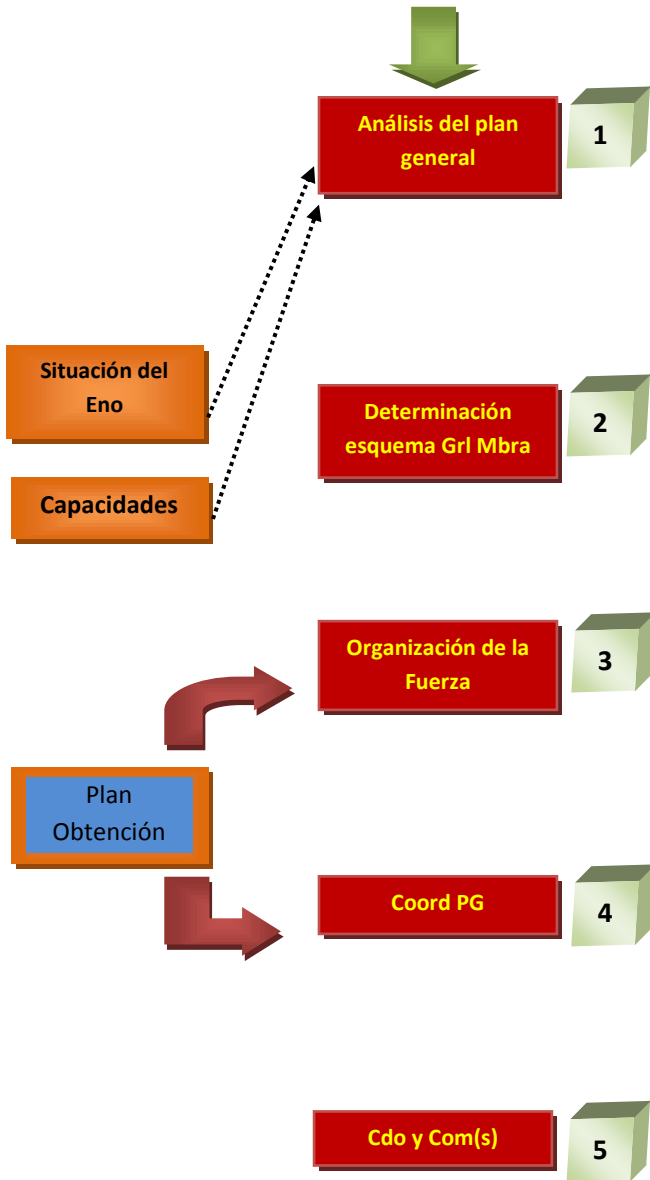 Análisis del plan
general
1
Situación del
Eno
Determinación
esquema Grl Mbra
2
Capacidades
Organización de la
Fuerza
3
Plan
Obtención
Coord PG
4
Cdo y Com(s)
5